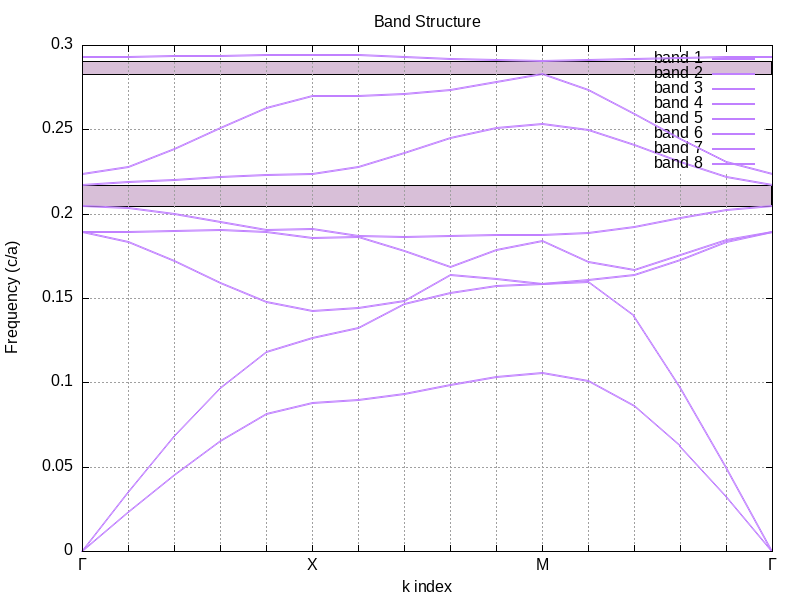 Band Structure
0.3
0.25
0.2
0.15
0.1
0.05
0
Frequency (c/a)
band 1
band 2
band 3
band 4
band 5
band 6
band 7
band 8
Γ X M Γ
k index